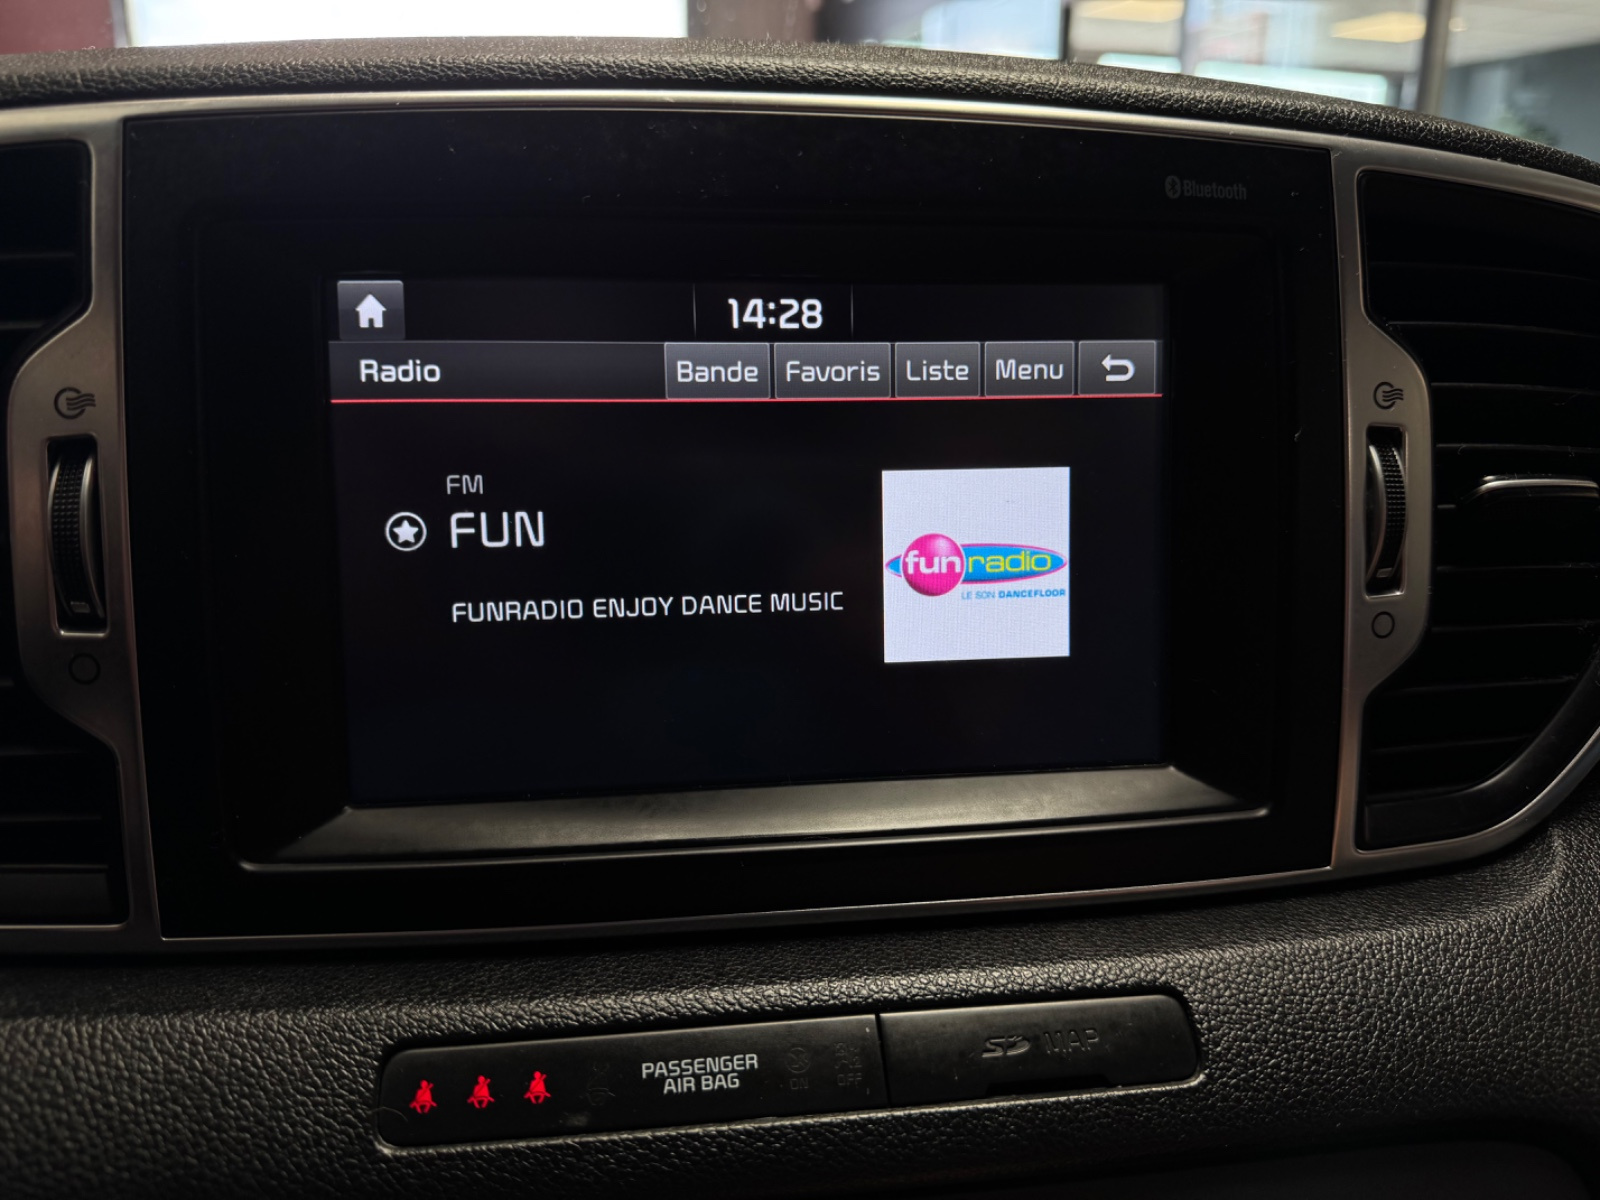 Bluetooth
14:28
Radio Bande Favoris Liste Menu
FM
FUN
FUNRADIO ENJOY DANCE MUSIC
fun radio
LE SON DANCEFLOOR
PASSENGER
AIR BAG
ON OFF
SD MAP